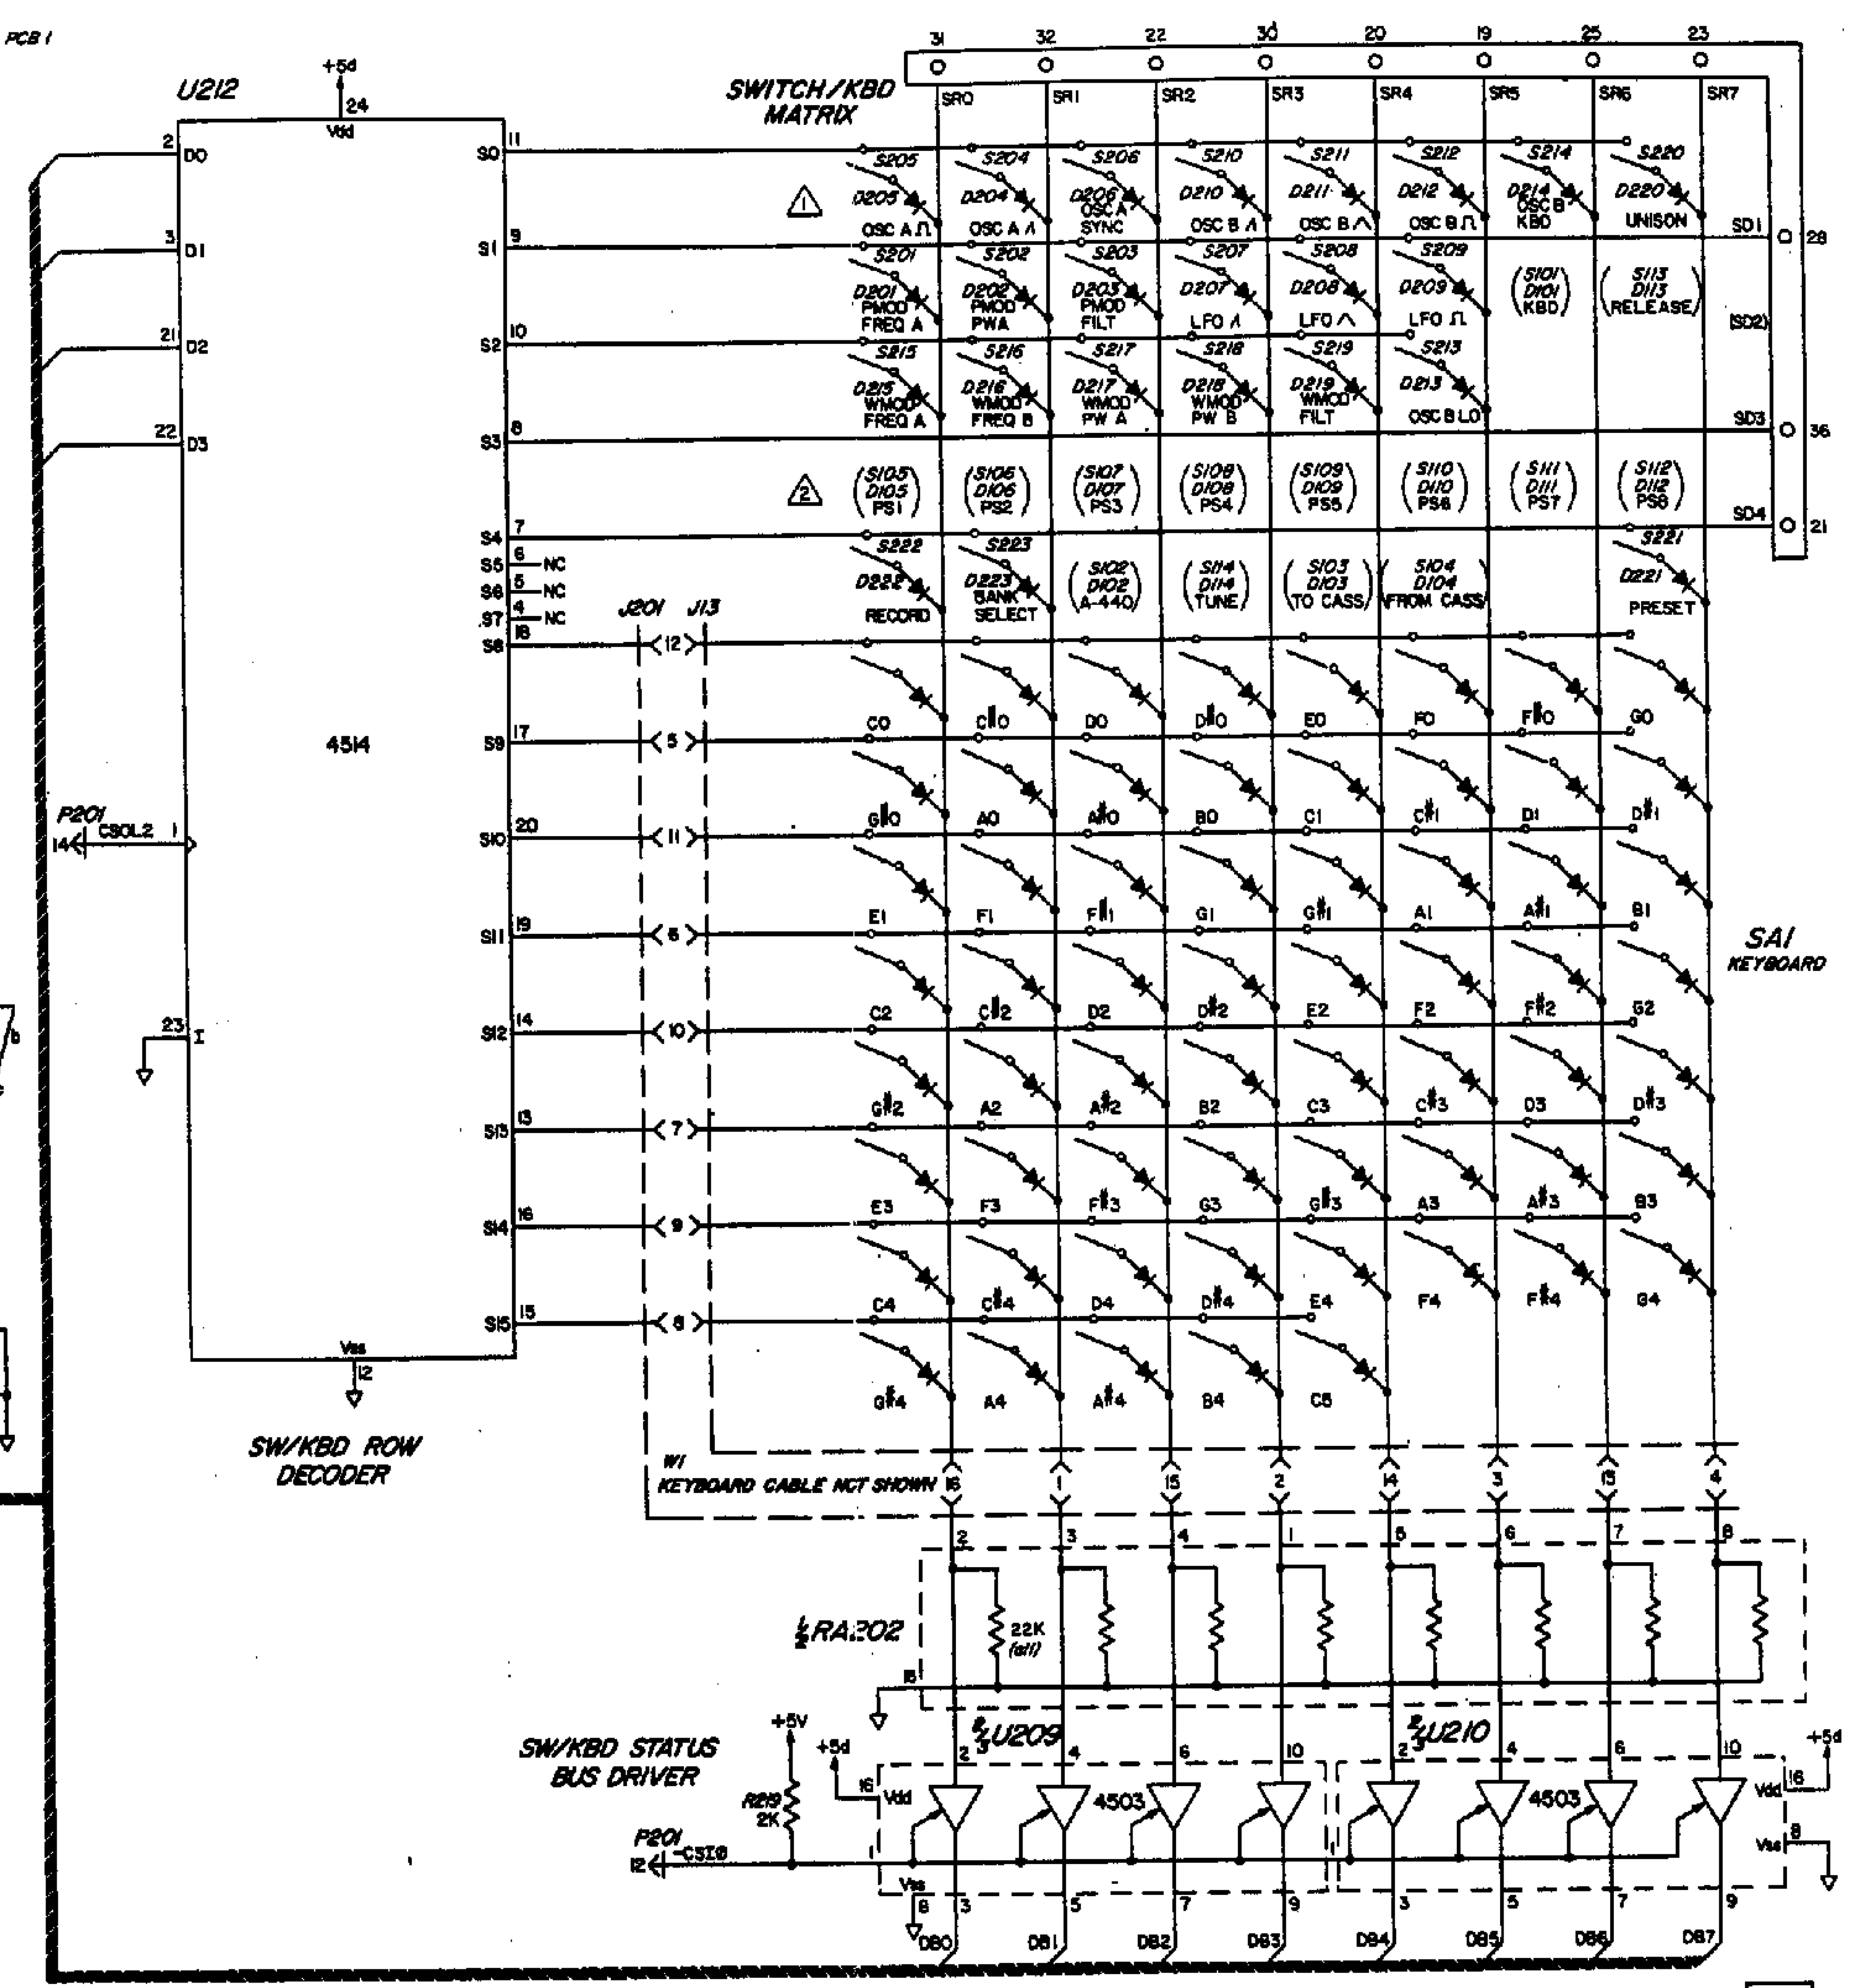 PCB 1
31 32 22 30 20 19 25 23
SWITCH/KBD
MATRIX
SR0 SR1 SR2 SR3 SR4 SR5 SR6 SR7
U212
+5d
24
Vdd
2 D0
3 D1
21 D2
22 D3
4514
P201
14 CSOL2 1
23 I
Vss
12
SW/KBD ROW
DECODER
S0 11
S1 9
S2 10
S3 8
S4 7
S5 6 NC
S6 5 NC
S7 4 NC
S8 18
S9 17
S10 20
S11 19
S12 14
S13 13
S14 16
S15 15
J201 J13
12
5
11
6
10
7
9
8
1
S205 S204 S206 S210 S211 S212 S214 S220
D205 D204 D206 D210 D211 D212 D214 D220
OSC A OSC A OSC A SYNC OSC B OSC B OSC B OSC B KBD UNISON
SD1 28
S201 S202 S203 S207 S208 S209
D201 D202 D203 D207 D208 D209
PMOD FREQ A PMOD PWA PMOD FILT LFO LFO LFO
(S101 D101 KBD) (S113 D113 RELEASE)
(SD2)
S215 S216 S217 S218 S219 S213
D215 D216 D217 D218 D219 D213
WMOD FREQ A WMOD FREQ B WMOD PW A WMOD PW B WMOD FILT OSC B LO
SD3 36
2
(S105 D105 PS1) (S106 D106 PS2) (S107 D107 PS3) (S108 D108 PS4) (S109 D109 PS5) (S110 D110 PS6) (S111 D111 PS7) (S112 D112 PS8)
SD4 21
S222 S223 S221
D222 D223 D221
RECORD BANK SELECT (S102 D102 A-440) (S114 D114 TUNE) (S103 D103 TO CASS) (S104 D104 FROM CASS) PRESET
C0 C#0 D0 D#0 E0 F0 F#0 G0
G#0 A0 A#0 B0 C1 C#1 D1 D#1
E1 F1 F#1 G1 G#1 A1 A#1 B1
SA1
KEYBOARD
C2 C#2 D2 D#2 E2 F2 F#2 G2
G#2 A2 A#2 B2 C3 C#3 D3 D#3
E3 F3 F#3 G3 G#3 A3 A#3 B3
C4 C#4 D4 D#4 E4 F4 F#4 G4
G#4 A4 A#4 B4 C5
W1
KEYBOARD CABLE NOT SHOWN
16 1 15 2 14 3 13 4
2 3 4 1 5 6 7 8
½RA202
22K
(all)
⅔U209 ⅔U210
2 4 6 10 2 4 6 10
SW/KBD STATUS
BUS DRIVER
+5V
R219
2K
+5d
16 Vdd
4503 4503
+5d
Vdd 16
Vss 8
P201
12 -CSI0 1 1
Vss
8
3 5 7 9 3 5 7 9
DB0 DB1 DB2 DB3 DB4 DB5 DB6 DB7